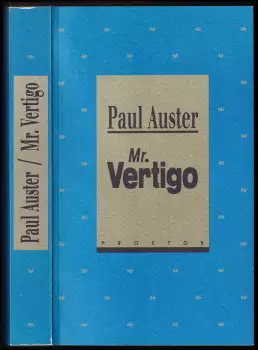 Paul Auster / Mr. Vertigo
Paul Auster
Mr.
Vertigo
PROSTOR